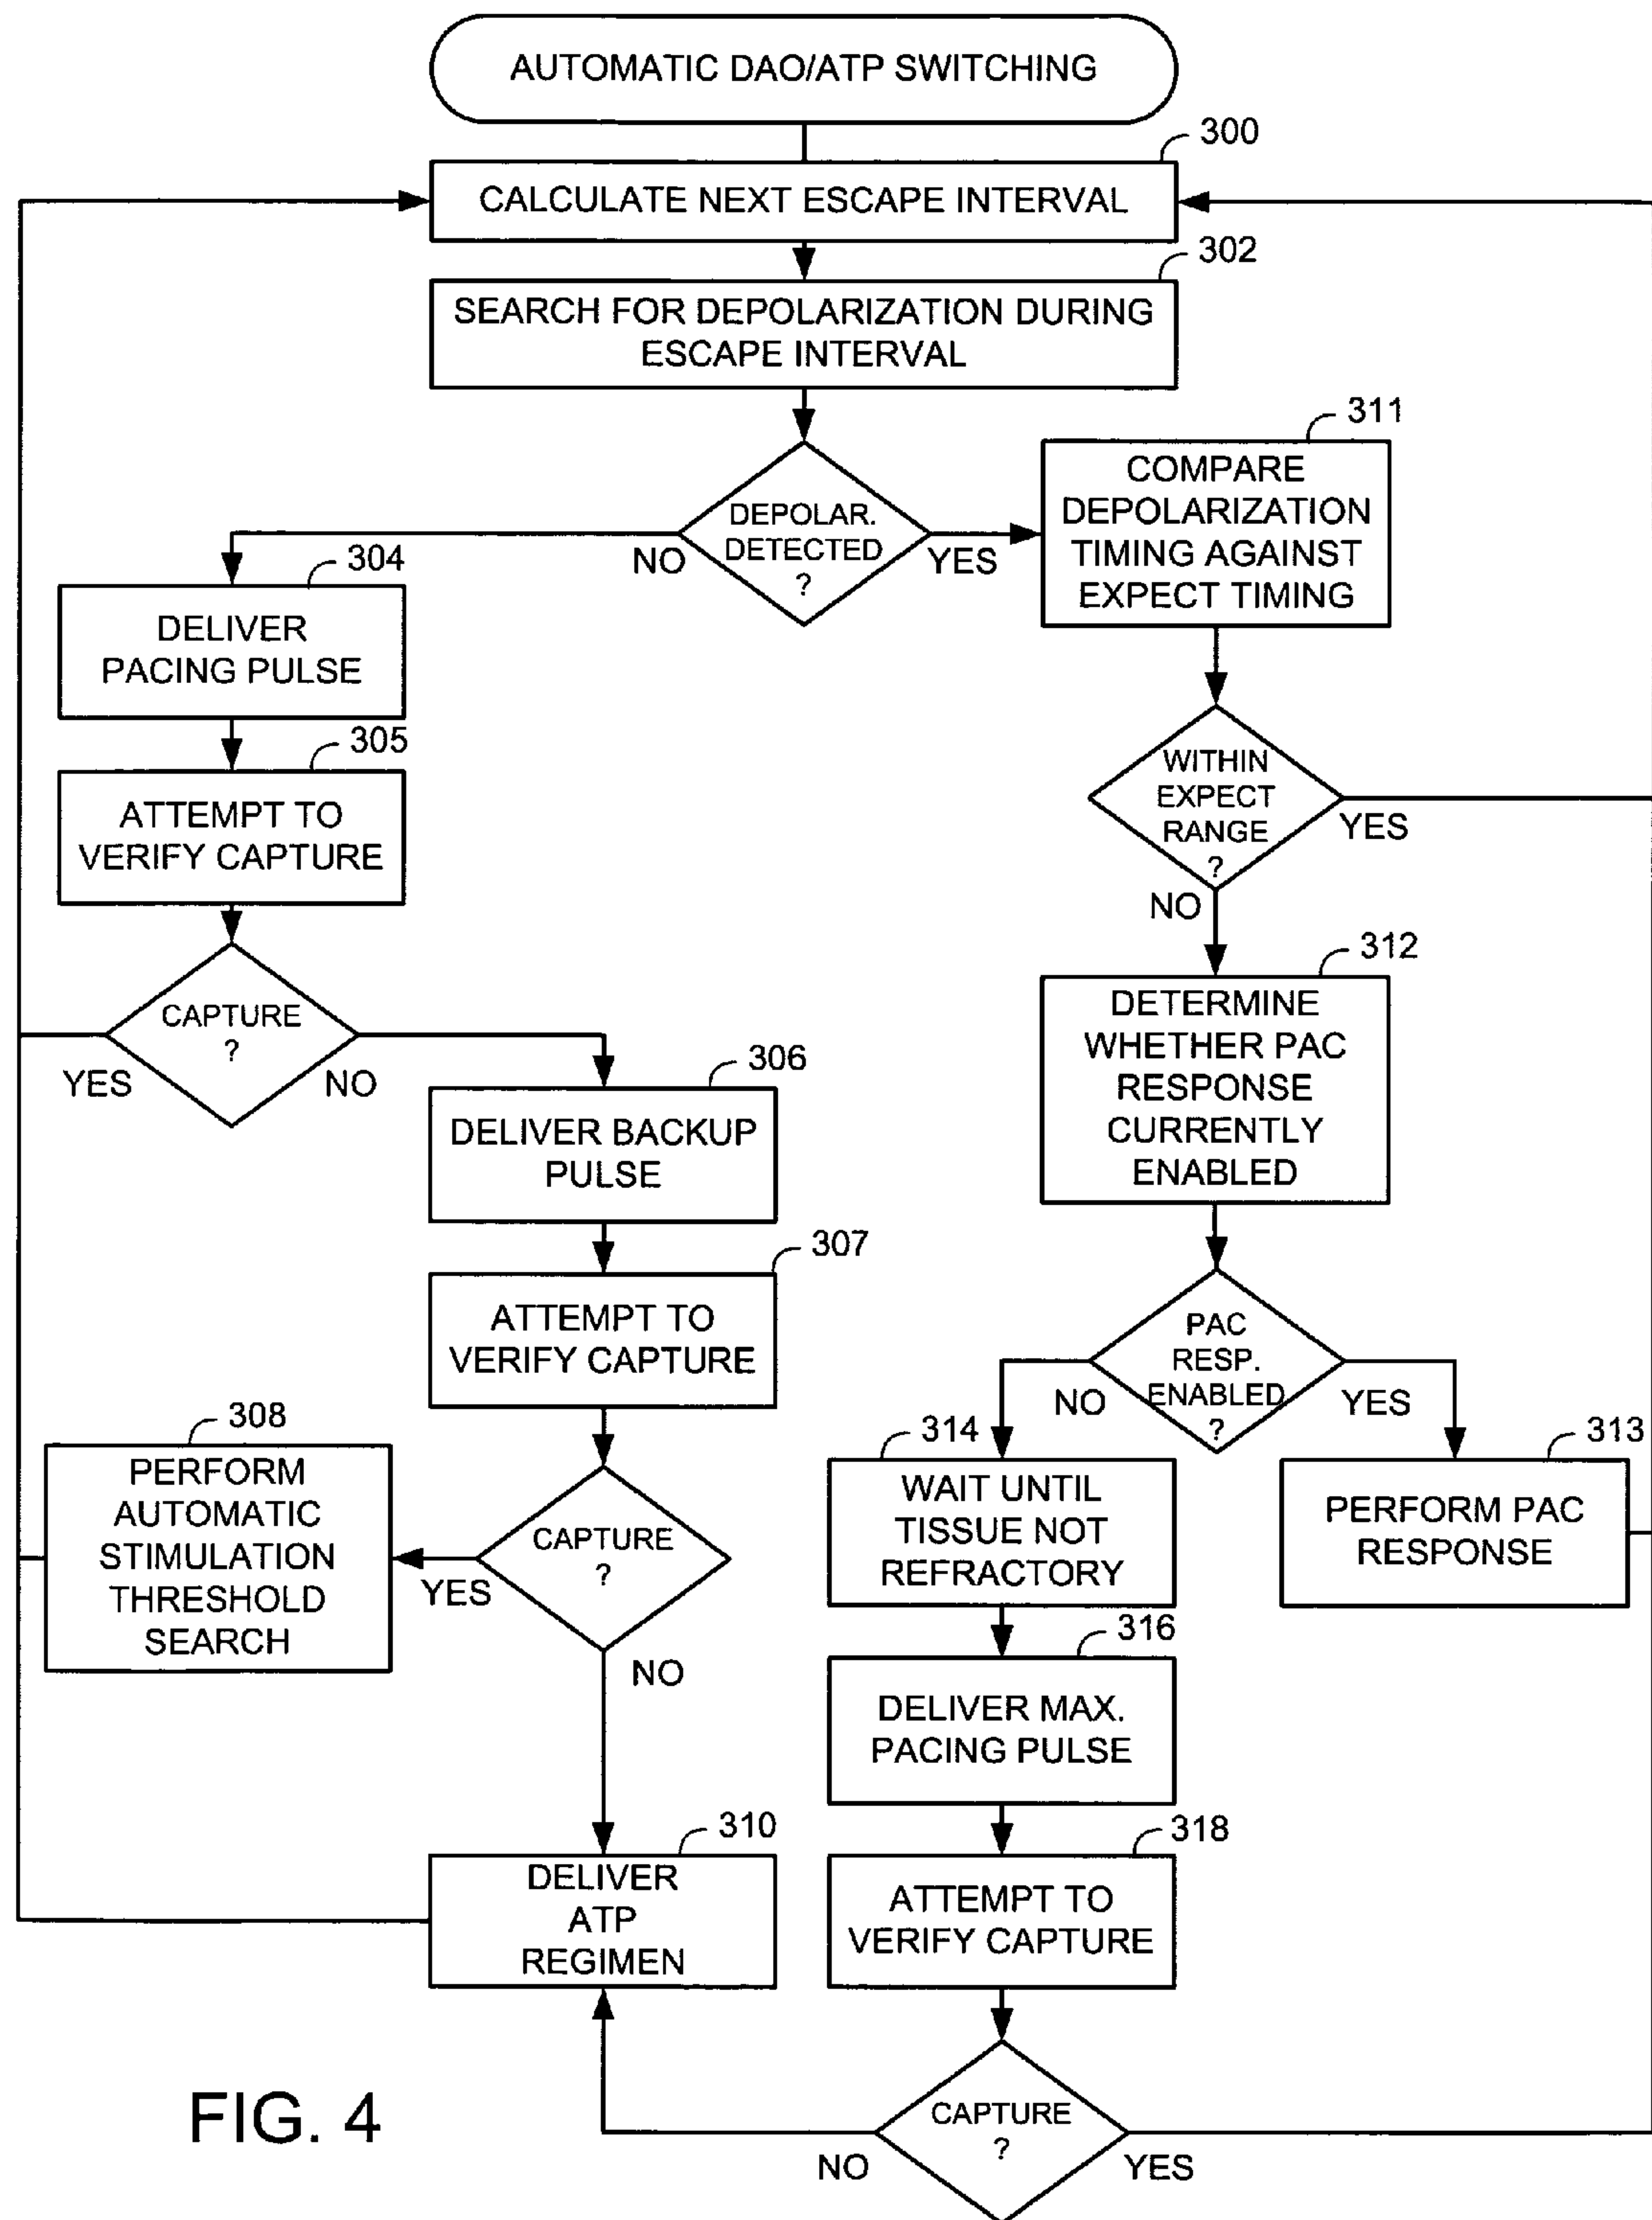 AUTOMATIC DAO/ATP SWITCHING
300
CALCULATE NEXT ESCAPE INTERVAL
302
SEARCH FOR DEPOLARIZATION DURING
ESCAPE INTERVAL
DEPOLAR.
DETECTED
?
NO
YES
311
COMPARE
DEPOLARIZATION
TIMING AGAINST
EXPECT TIMING
304
DELIVER
PACING PULSE
305
ATTEMPT TO
VERIFY CAPTURE
WITHIN
EXPECT
RANGE
?
YES
NO
CAPTURE
?
YES
NO
312
DETERMINE
WHETHER PAC
RESPONSE
CURRENTLY
ENABLED
306
DELIVER BACKUP
PULSE
307
ATTEMPT TO
VERIFY CAPTURE
PAC
RESP.
ENABLED
?
NO
YES
308
PERFORM
AUTOMATIC
STIMULATION
THRESHOLD
SEARCH
CAPTURE
?
YES
NO
314
WAIT UNTIL
TISSUE NOT
REFRACTORY
313
PERFORM PAC
RESPONSE
316
DELIVER MAX.
PACING PULSE
310
DELIVER
ATP
REGIMEN
318
ATTEMPT TO
VERIFY CAPTURE
CAPTURE
?
NO
YES
FIG. 4